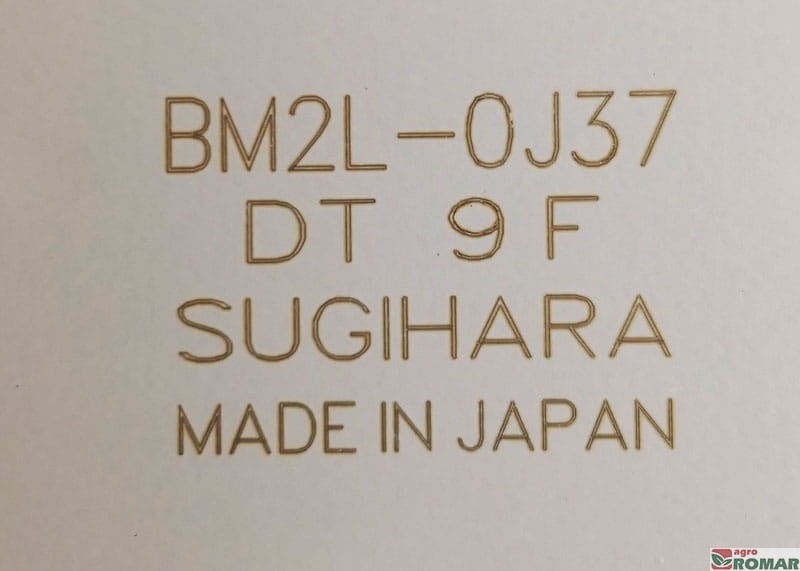 BM2L-0J37
DT 9F
SUGIHARA
MADE IN JAPAN
agro
ROMAR